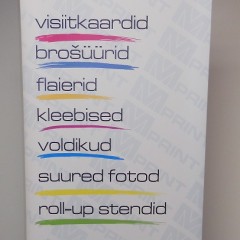 visiitkaardid
brošüürid
flaierid
kleebised
voldikud
suured fotod
roll-up stendid